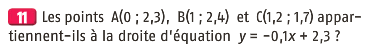 11 Les points A(0 ; 2,3), B(1 ; 2,4) et C(1,2 ; 1,7) appar-
tiennent-ils à la droite d'équation y = –0,1x + 2,3 ?